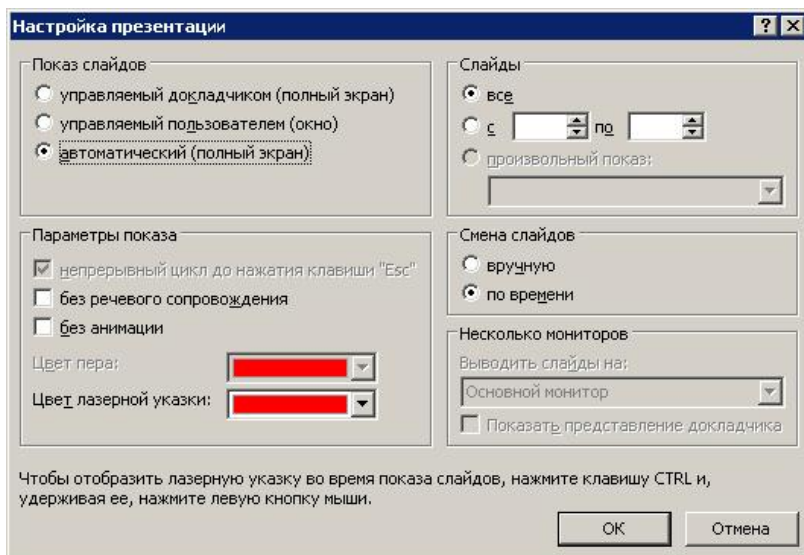 Настройка презентации
Показ слайдов
управляемый докладчиком (полный экран)
управляемый пользователем (окно)
автоматический (полный экран)
Слайды
все
с по
произвольный показ:
Параметры показа
непрерывный цикл до нажатия клавиши "Esc"
без речевого сопровождения
без анимации
Цвет пера:
Цвет лазерной указки:
Смена слайдов
вручную
по времени
Несколько мониторов
Выводить слайды на:
Основной монитор
Показать представление докладчика
Чтобы отобразить лазерную указку во время показа слайдов, нажмите клавишу CTRL и,
удерживая ее, нажмите левую кнопку мыши.
ОК Отмена